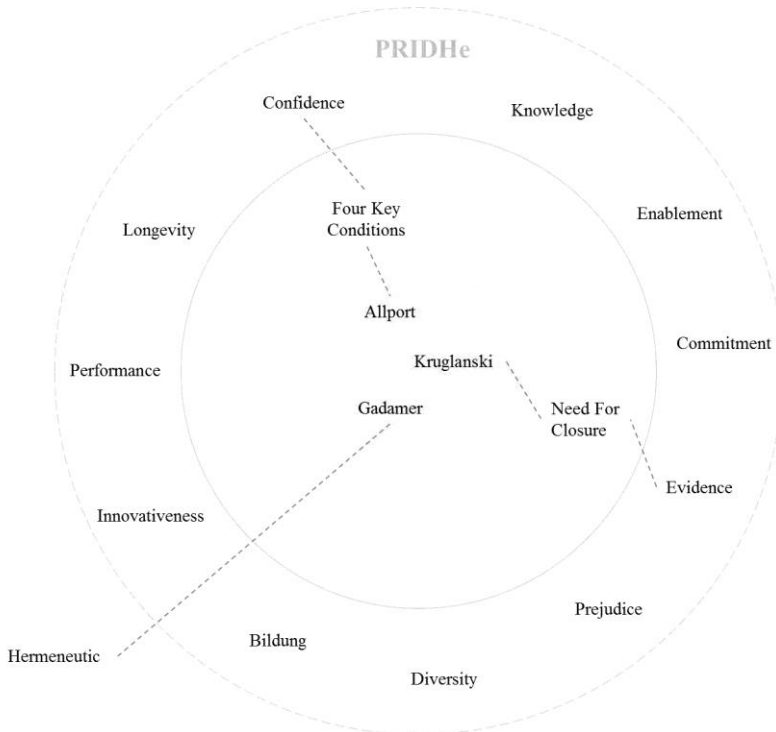 PRIDHe
Confidence
Knowledge
Four Key
Conditions
Enablement
Longevity
Allport
Commitment
Kruglanski
Performance
Gadamer
Need For
Closure
Evidence
Innovativeness
Prejudice
Bildung
Hermeneutic
Diversity